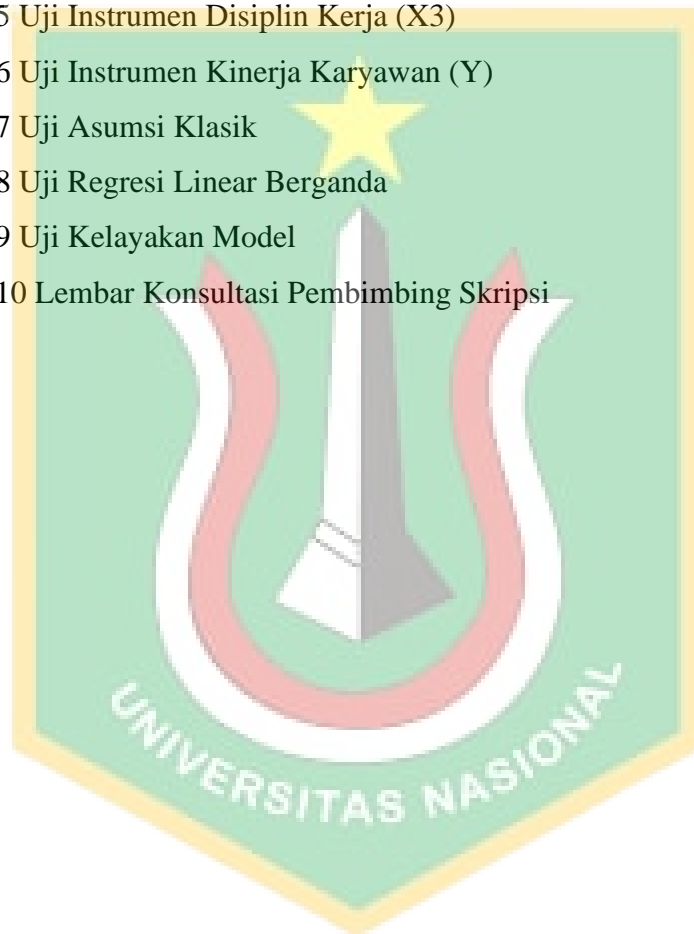 5 Uji Instrumen Disiplin Kerja (X3)
6 Uji Instrumen Kinerja Karyawan (Y)
7 Uji Asumsi Klasik
8 Uji Regresi Linear Berganda
9 Uji Kelayakan Model
10 Lembar Konsultasi Pembimbing Skripsi
UNIVERSITAS NASIONAL